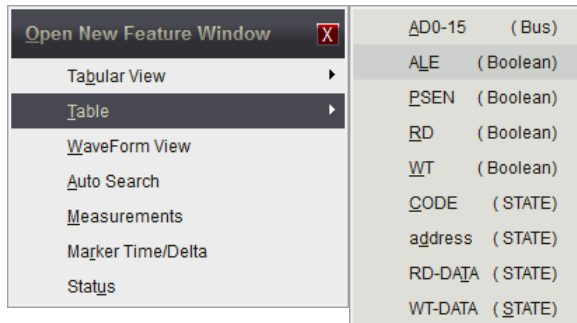 Open New Feature Window X
Tabular View
Table
WaveForm View
Auto Search
Measurements
Marker Time/Delta
Status
AD0-15 (Bus)
ALE (Boolean)
PSEN (Boolean)
RD (Boolean)
WT (Boolean)
CODE (STATE)
address (STATE)
RD-DATA (STATE)
WT-DATA (STATE)